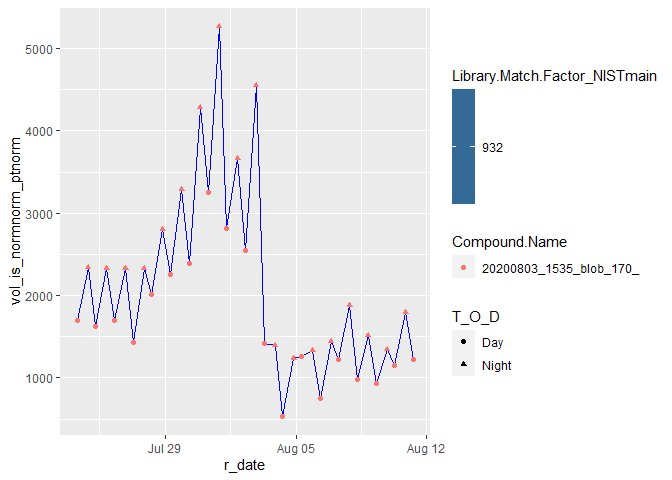 5000
4000
3000
2000
1000
vol_is_normnorm_ptnorm
Jul 29
Aug 05
Aug 12
r_date
Library.Match.Factor_NISTmain
932
Compound.Name
20200803_1535_blob_170_
T_O_D
Day
Night